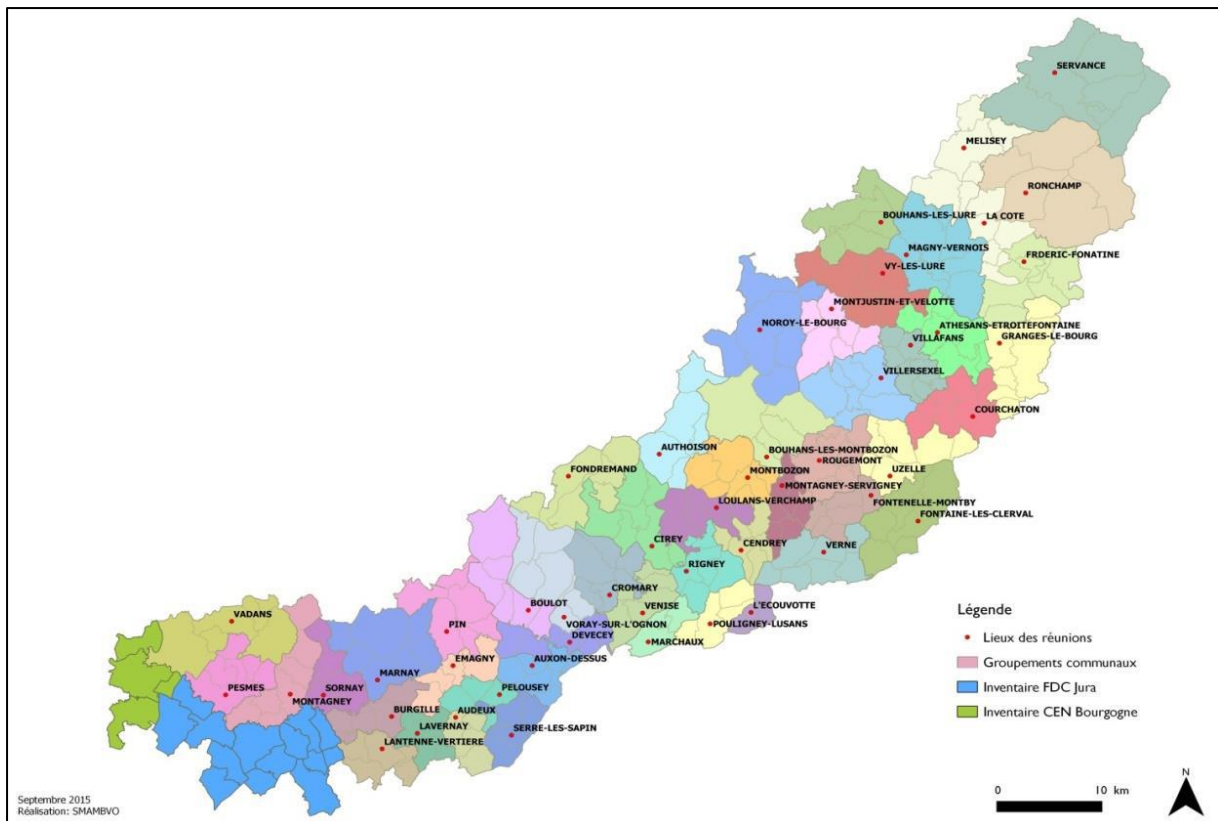 SERVANCE
MELISEY
RONCHAMP
BOUHANS-LES-LURE
LA COTE
MAGNY-VERNOIS
FRDERIC-FONATINE
VY-LES-LURE
MONTJUSTIN-ET-VELOTTE
NOROY-LE-BOURG
ATHESANS-ETROITEFONTAINE
VILLAFANS
GRANGES-LE-BOURG
VILLERSEXEL
COURCHATON
AUTHOISON
BOUHANS-LES-MONTBOZON
ROUGEMONT
FONDREMAND
MONTBOZON
UZELLE
MONTAGNEY-SERVIGNEY
FONTENELLE-MONTBY
LOULANS-VERCHAMP
FONTAINE-LES-CLERVAL
CIREY
CENDREY
VERNE
RIGNEY
CROMARY
BOULOT
VENISE
L'ECOUVOTTE
VORAY-SUR-L'OGNON
POULIGNEY-LUSANS
VADANS
PIN
DEVECEY
MARCHAUX
EMAGNY
AUXON-DESSUS
MARNAY
PESMES
SORNAY
MONTAGNEY
PELOUSEY
BURGILLE
AUDEUX
LAVERNAY
SERRE-LES-SAPIN
LANTENNE-VERTIERE
Légende
Lieux des réunions
Groupements communaux
Inventaire FDC Jura
Inventaire CEN Bourgogne
N
0 10 km
Septembre 2015
Réalisation: SMAMBVO